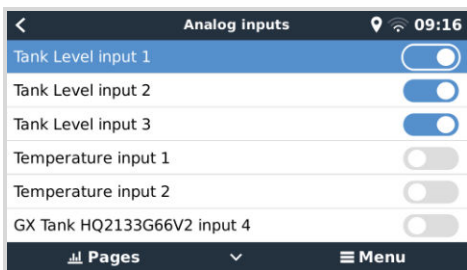 Analog inputs 09:16
Tank Level input 1
Tank Level input 2
Tank Level input 3
Temperature input 1
Temperature input 2
GX Tank HQ2133G66V2 input 4
Pages Menu